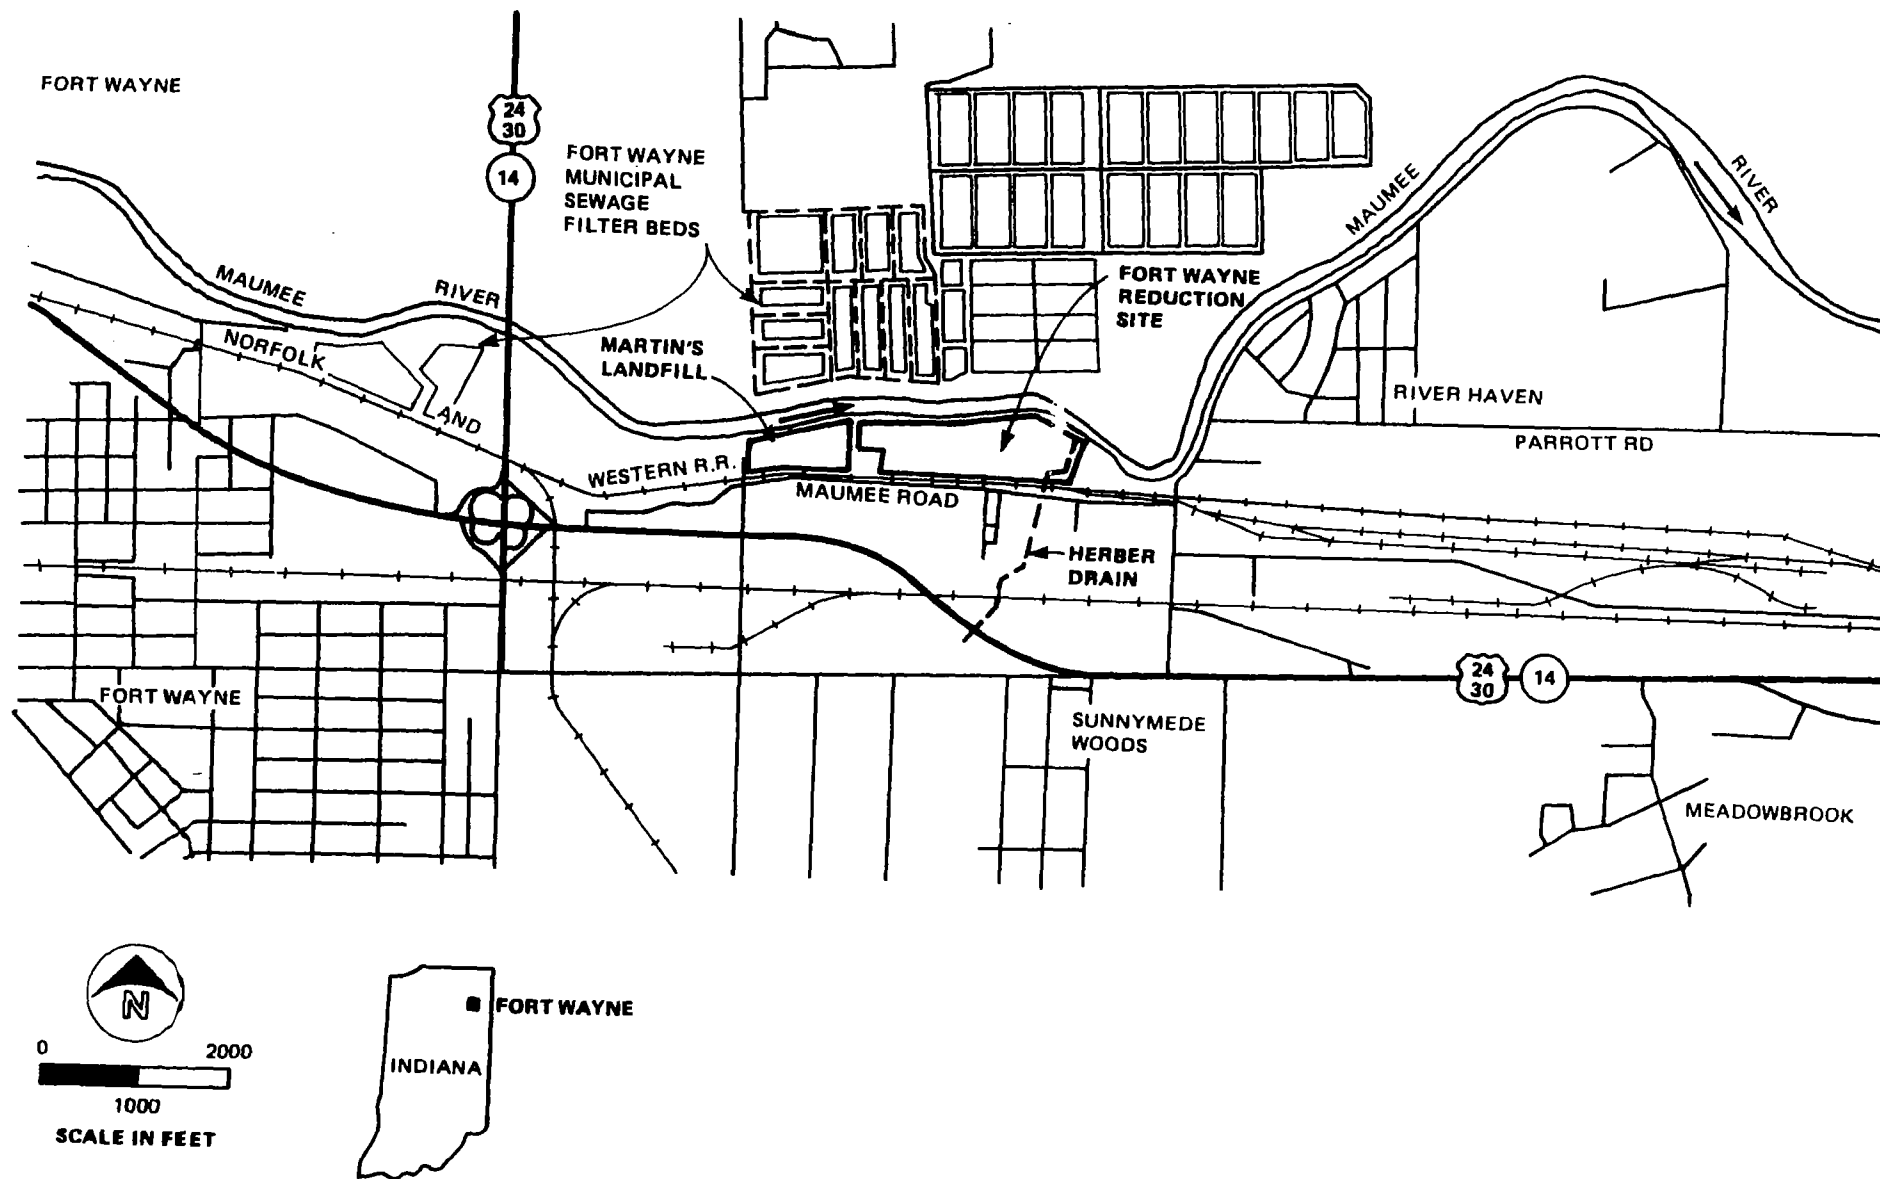 FORT WAYNE
24
30
14
FORT WAYNE
MUNICIPAL
SEWAGE
FILTER BEDS
MAUMEE
RIVER
MAUMEE
RIVER
FORT WAYNE
REDUCTION
SITE
NORFOLK
AND
WESTERN R.R.
MARTIN'S
LANDFILL
RIVER HAVEN
PARROTT RD
MAUMEE ROAD
HERBER
DRAIN
FORT WAYNE
24
30
14
SUNNYMEDE
WOODS
MEADOWBROOK
N
0
2000
1000
SCALE IN FEET
FORT WAYNE
INDIANA